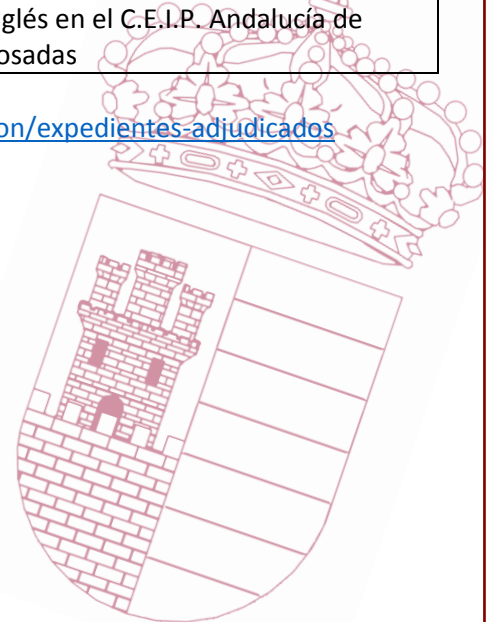 glés en el C.E.I.P. Andalucía de
osadas
on/expedientes-adjudicados